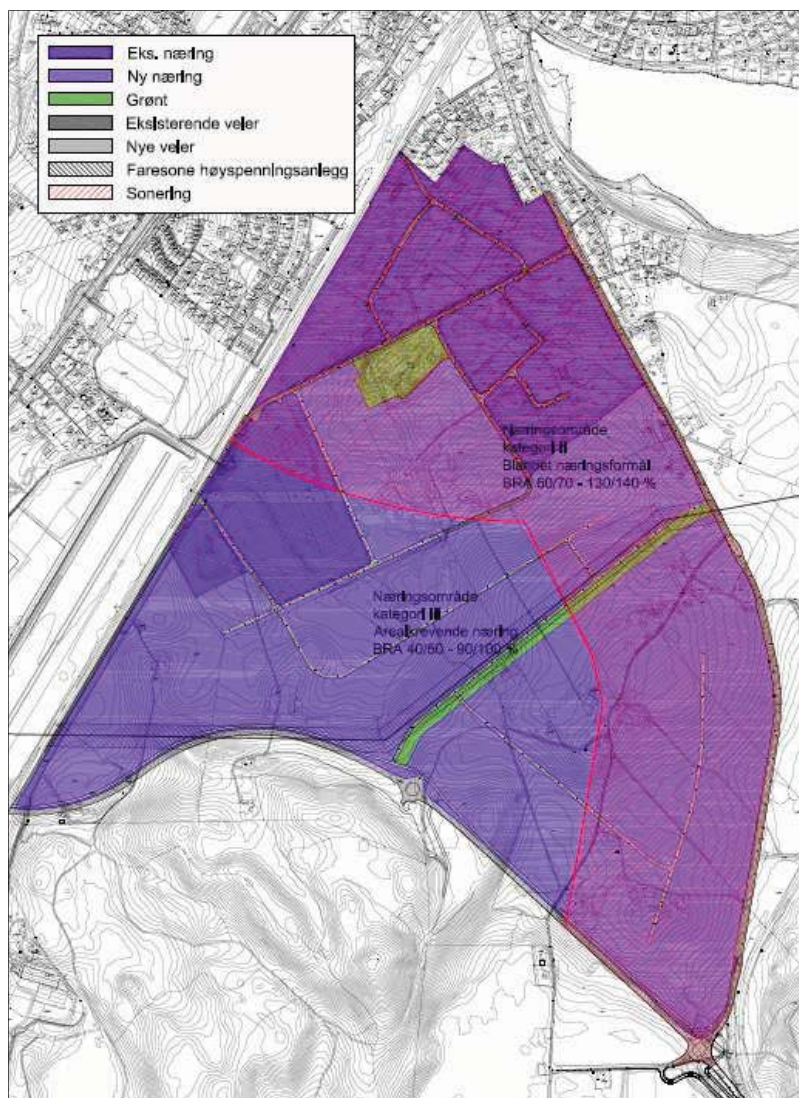 Eks. næring
Ny næring
Grønt
Eksisterende veier
Nye veier
Faresone høyspenningsanlegg
Sonering
Næringsområde
kategori II
Blandet næringsformål
BRA 60/70 - 130/140 %
Næringsområde
kategori III
Arealkrevende næring
BRA 40/50 - 90/100 %